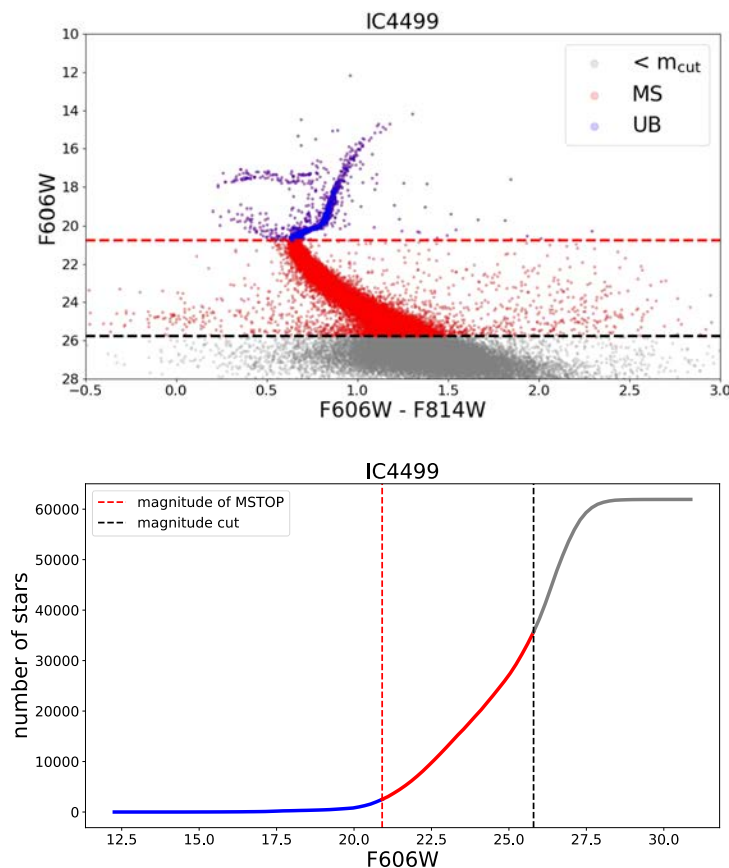 IC4499
10
12
14
16
18
20
22
24
26
28
F606W
< m_cut
MS
UB
−0.5 0.0 0.5 1.0 1.5 2.0 2.5 3.0
F606W - F814W
IC4499
magnitude of MSTOP
magnitude cut
60000
50000
40000
30000
20000
10000
0
number of stars
12.5 15.0 17.5 20.0 22.5 25.0 27.5 30.0
F606W